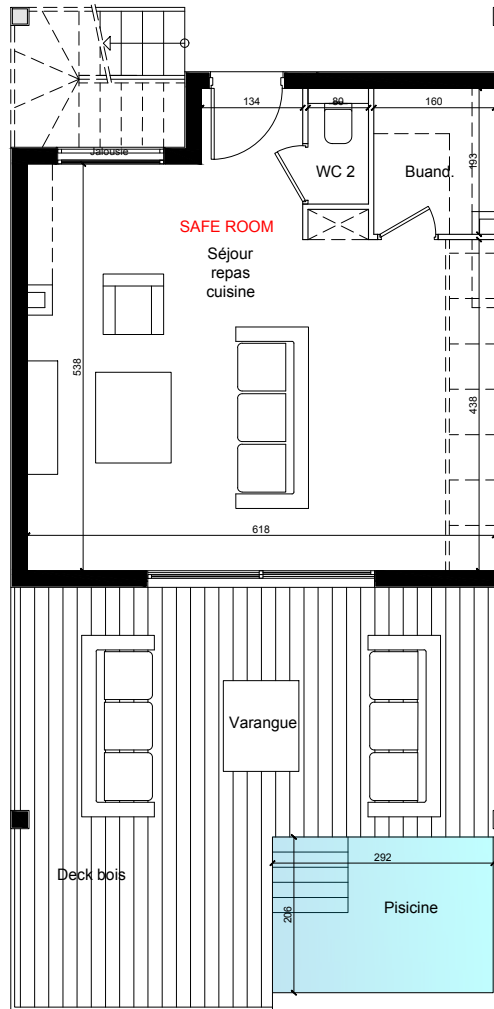 134
80
160
Jalousie
WC 2
Buand.
193
SAFE ROOM
Séjour
repas
cuisine
538
438
618
Varangue
Deck bois
292
206
Pisicine